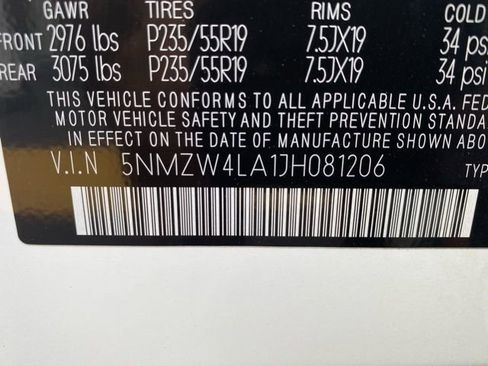 GAWR TIRES RIMS COLD
FRONT 2976 lbs P235/55R19 7.5JX19 34 psi
REAR 3075 lbs P235/55R19 7.5JX19 34 psi
THIS VEHICLE CONFORMS TO ALL APPLICABLE U.S.A. FED
MOTOR VEHICLE SAFETY AND THEFT PREVENTION STANDA
IN EFFECT ON THE DATE OF MANUFACTURE SHOWN ABO
V.I.N 5NMZW4LA1JH081206 TYP